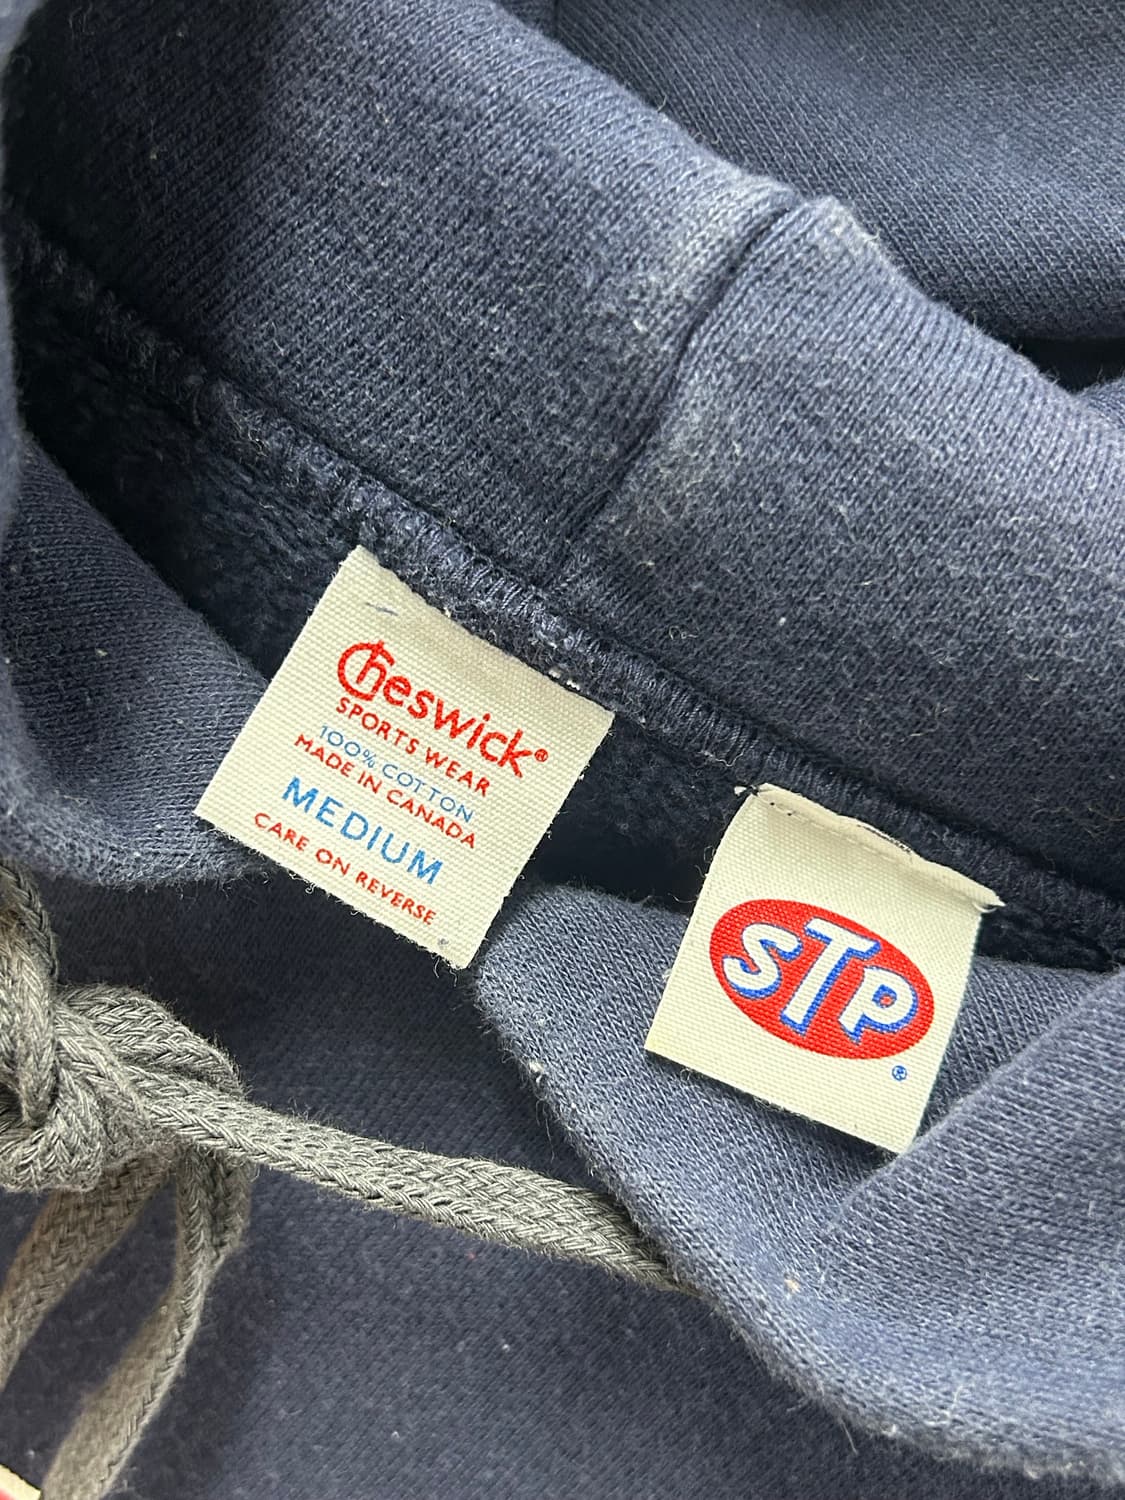 Cheswick®
SPORTS WEAR
100% COTTON
MADE IN CANADA
MEDIUM
CARE ON REVERSE
STP
®